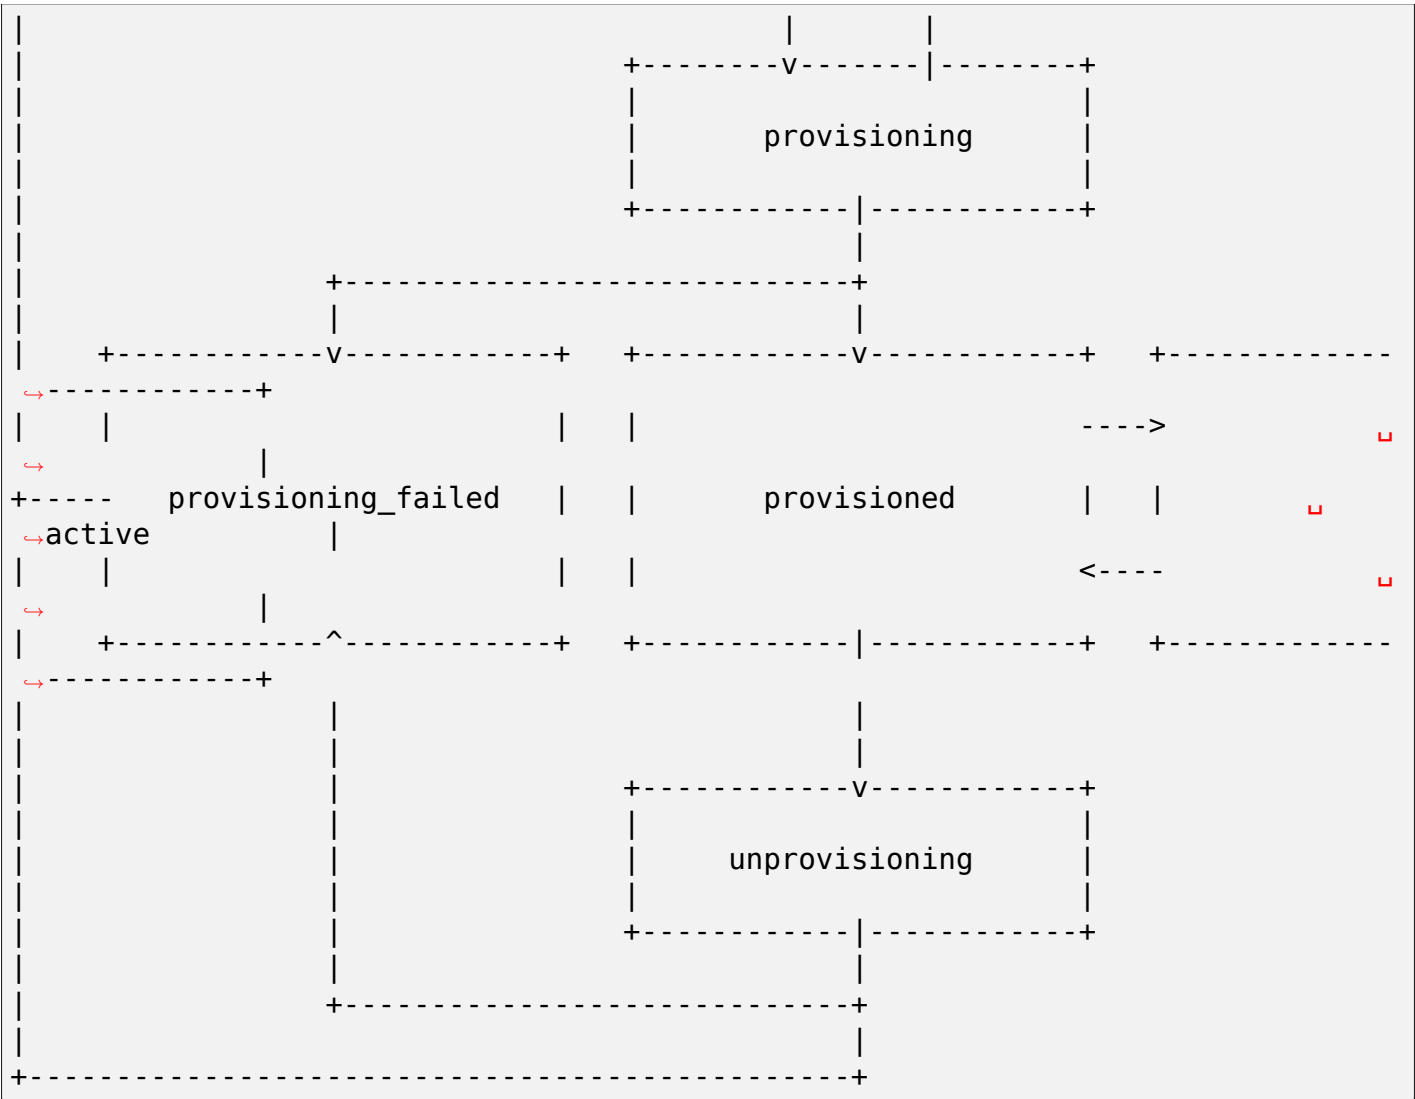 |                                           |       |
|                                  +--------v-------|--------+
|                                  |                         |
|                                  |       provisioning      |
|                                  |                         |
|                                  +------------|------------+
|                                               |
|                 +-----------------------------+
|                 |                             |
|    +------------v------------+   +------------v------------+   +-------------
↪------------+
|    |                         |   |                         ---->            ␣
↪            |
+-----   provisioning_failed   |   |       provisioned       |   |        ␣
↪active          |
|    |                         |   |                         <----            ␣
↪            |
|    +------------^------------+   +------------|------------+   +-------------
↪------------+
|                 |                             |
|                 |                             |
|                 |                +------------v------------+
|                 |                |                         |
|                 |                |     unprovisioning      |
|                 |                |                         |
|                 |                +------------|------------+
|                 |                             |
|                 +-----------------------------+
|                                               |
+-----------------------------------------------+